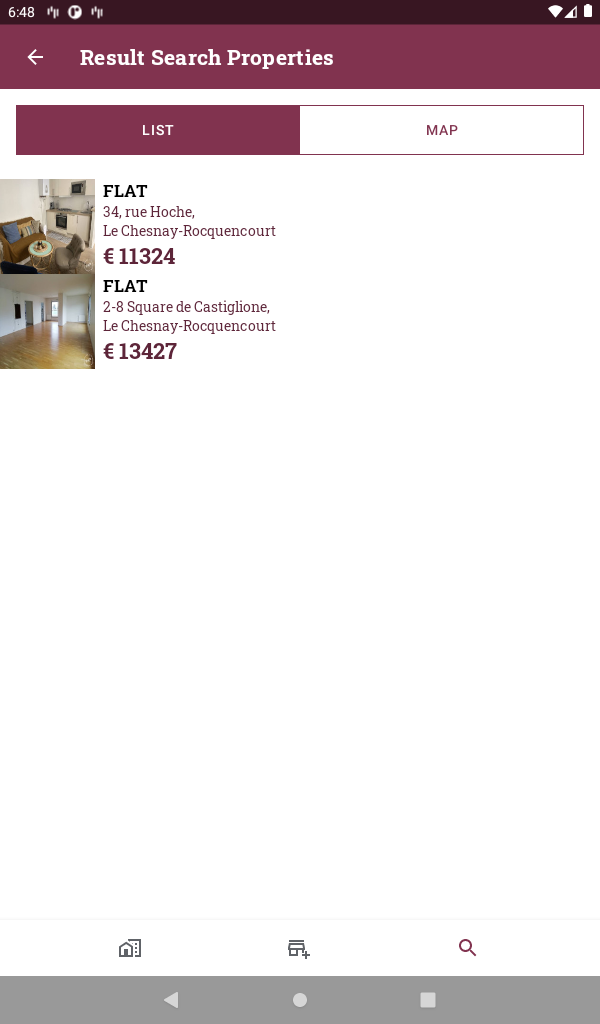 6:48
Result Search Properties
LIST
MAP
FLAT
34, rue Hoche,
Le Chesnay-Rocquencourt
€ 11324
FLAT
2-8 Square de Castiglione,
Le Chesnay-Rocquencourt
€ 13427